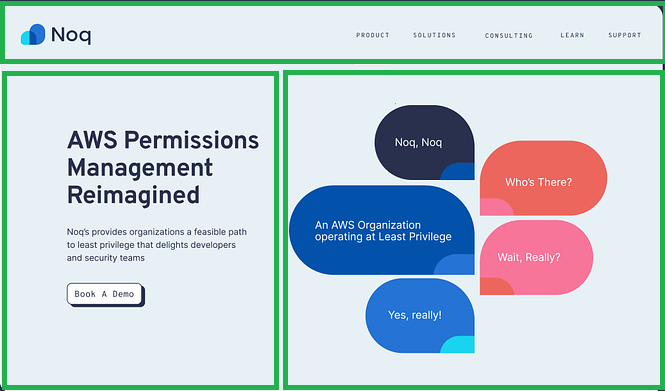 Noq
PRODUCT SOLUTIONS CONSULTING LEARN SUPPORT
AWS Permissions
Management
Reimagined
Noq's provides organizations a feasible path
to least privilege that delights developers
and security teams
Book A Demo
Noq, Noq
Who's There?
An AWS Organization
operating at Least Privilege
Wait, Really?
Yes, really!